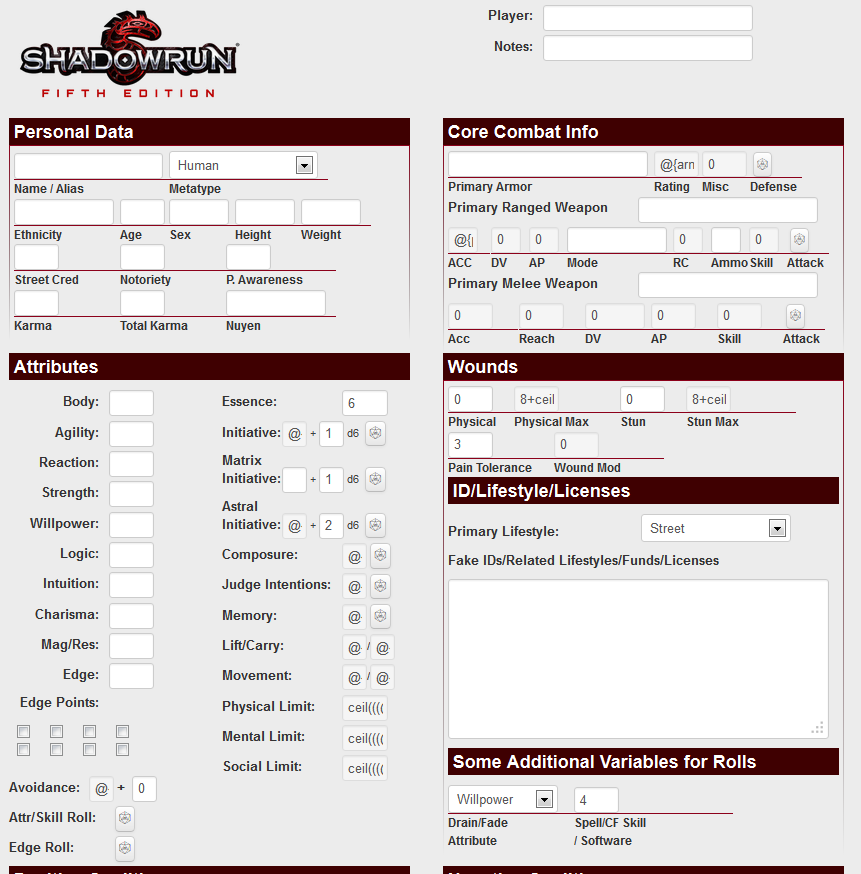 SHADOWRUN
FIFTH EDITION
Player:
Notes:
Personal Data
Human
Name / Alias Metatype
Ethnicity Age Sex Height Weight
Street Cred Notoriety P. Awareness
Karma Total Karma Nuyen
Core Combat Info
@{arm 0
Primary Armor Rating Misc Defense
Primary Ranged Weapon
@{ 0 0 0 0
ACC DV AP Mode RC Ammo Skill Attack
Primary Melee Weapon
0 0 0 0 0
Acc Reach DV AP Skill Attack
Attributes
Body:
Agility:
Reaction:
Strength:
Willpower:
Logic:
Intuition:
Charisma:
Mag/Res:
Edge:
Edge Points:
Avoidance: @ + 0
Attr/Skill Roll:
Edge Roll:
Essence: 6
Initiative: @ + 1 d6
Matrix
Initiative: + 1 d6
Astral
Initiative: @ + 2 d6
Composure: @
Judge Intentions: @
Memory: @
Lift/Carry: @ / @
Movement: @ / @
Physical Limit: ceil((((
Mental Limit: ceil((((
Social Limit: ceil((((
Wounds
0 8+ceil 0 8+ceil
Physical Physical Max Stun Stun Max
3 0
Pain Tolerance Wound Mod
ID/Lifestyle/Licenses
Primary Lifestyle: Street
Fake IDs/Related Lifestyles/Funds/Licenses
Some Additional Variables for Rolls
Willpower 4
Drain/Fade Spell/CF Skill
Attribute / Software